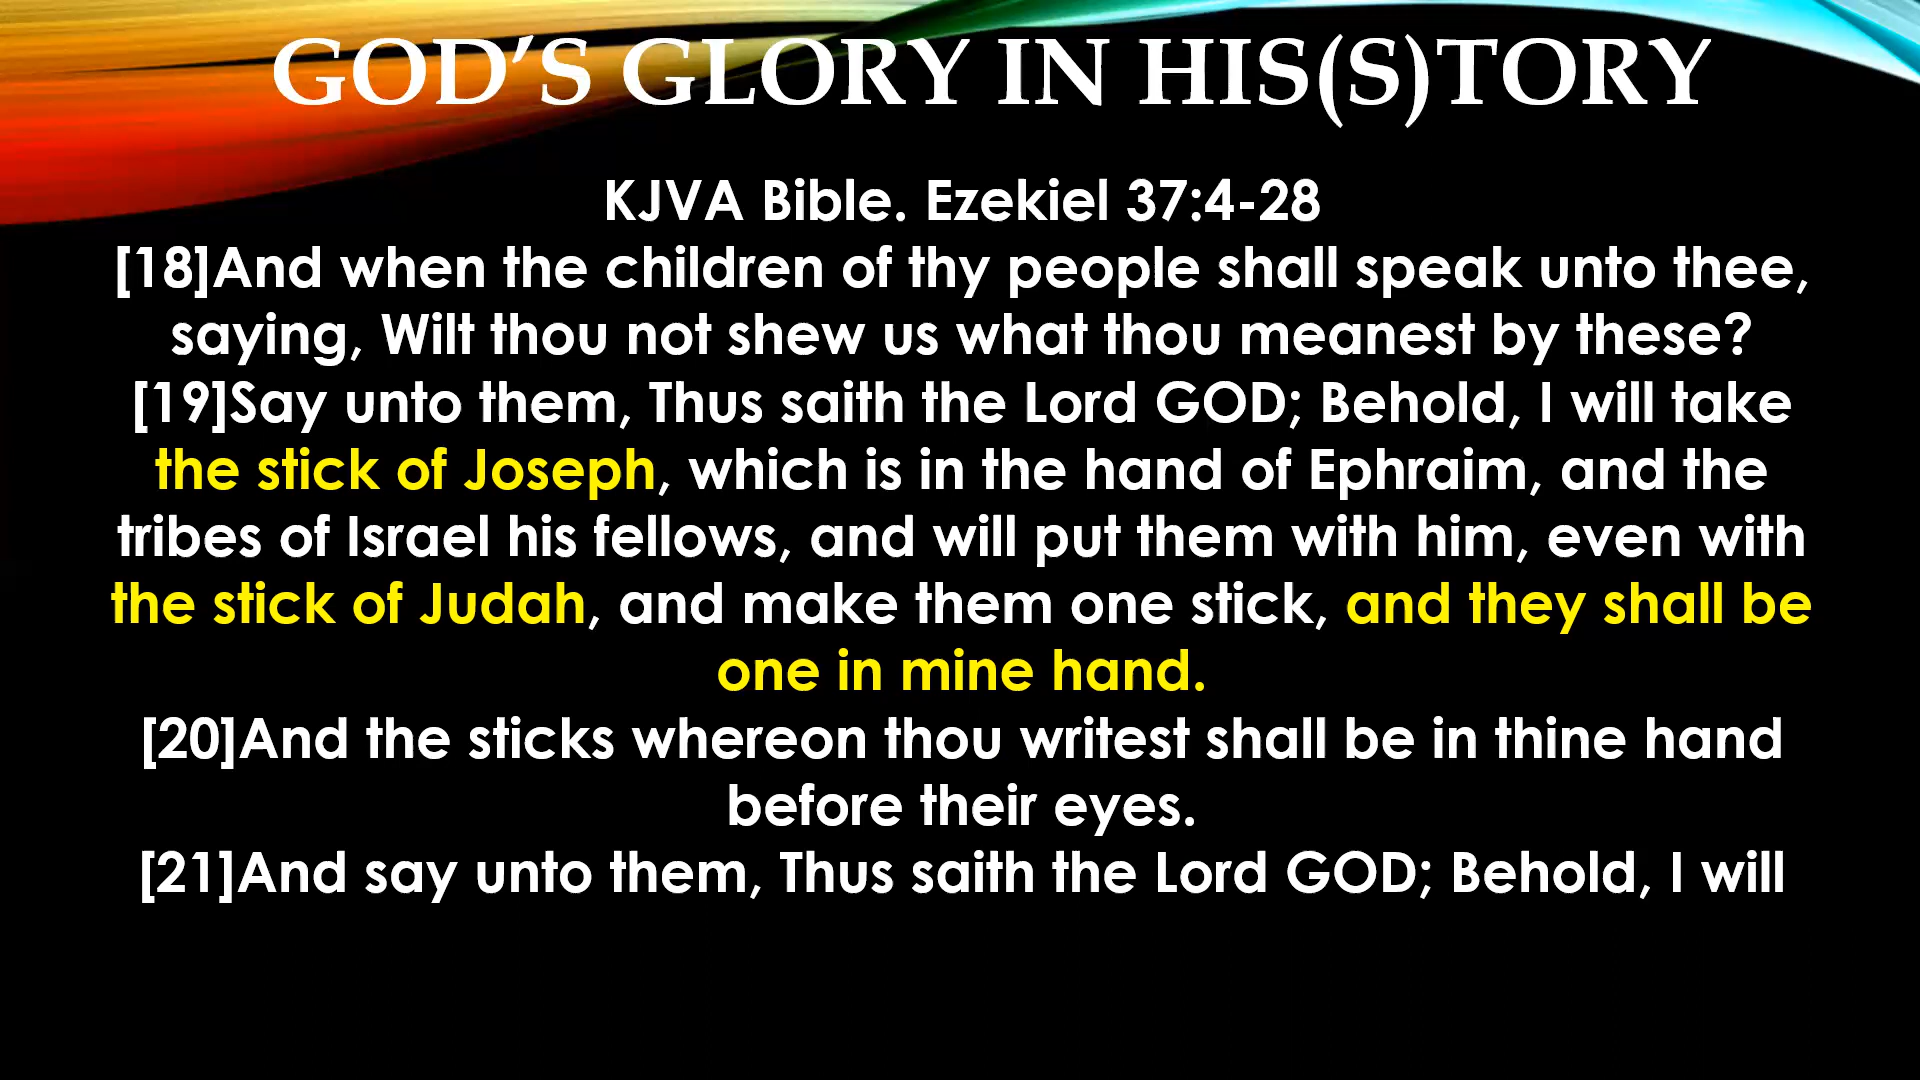 GOD’S GLORY IN HIS(S)TORY
KJVA Bible. Ezekiel 37:4-28
[18]And when the children of thy people shall speak unto thee,
saying, Wilt thou not shew us what thou meanest by these?
[19]Say unto them, Thus saith the Lord GOD; Behold, I will take
the stick of Joseph, which is in the hand of Ephraim, and the
tribes of Israel his fellows, and will put them with him, even with
the stick of Judah, and make them one stick, and they shall be
one in mine hand.
[20]And the sticks whereon thou writest shall be in thine hand
before their eyes.
[21]And say unto them, Thus saith the Lord GOD; Behold, I will